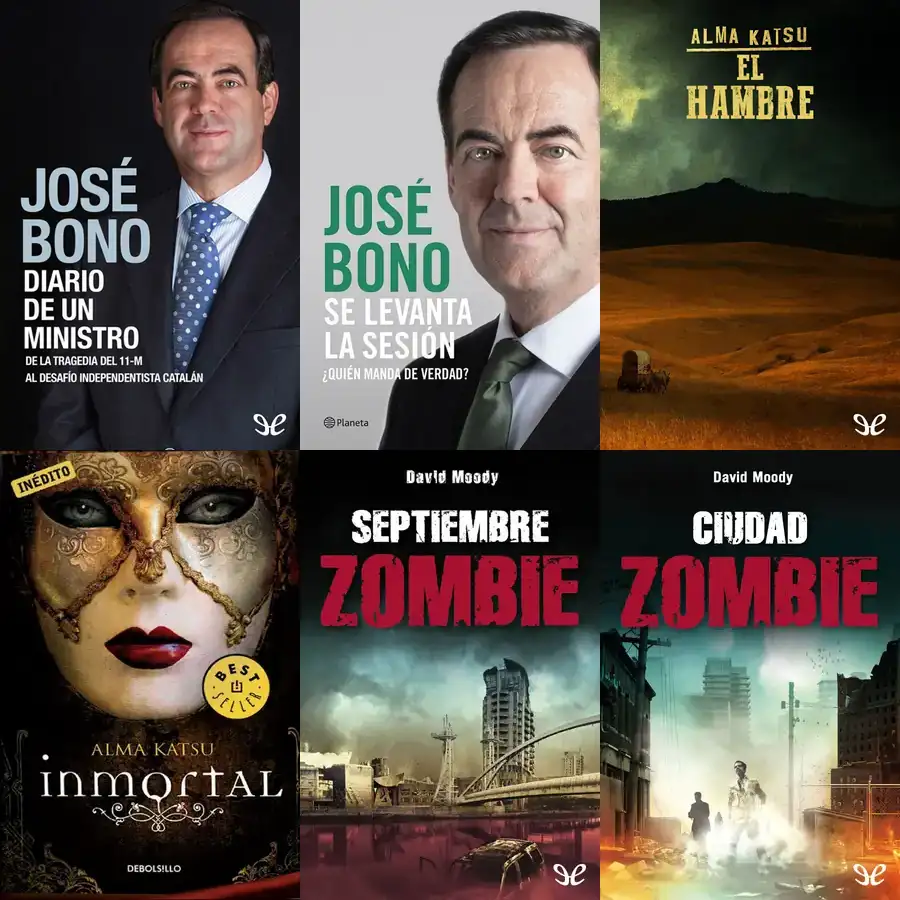 JOSÉ
BONO
DIARIO
DE UN
MINISTRO
DE LA TRAGEDIA DEL 11-M
AL DESAFÍO INDEPENDENTISTA CATALÁN
JOSÉ
BONO
SE LEVANTA
LA SESIÓN
¿QUIÉN MANDA DE VERDAD?
Planeta
ALMA KATSU
EL
HAMBRE
INÉDITO
BEST
SELLER
ALMA KATSU
inmortal
DEBOLS!LLO
David Moody
SEPTIEMBRE
ZOMBIE
David Moody
CIUDAD
ZOMBIE